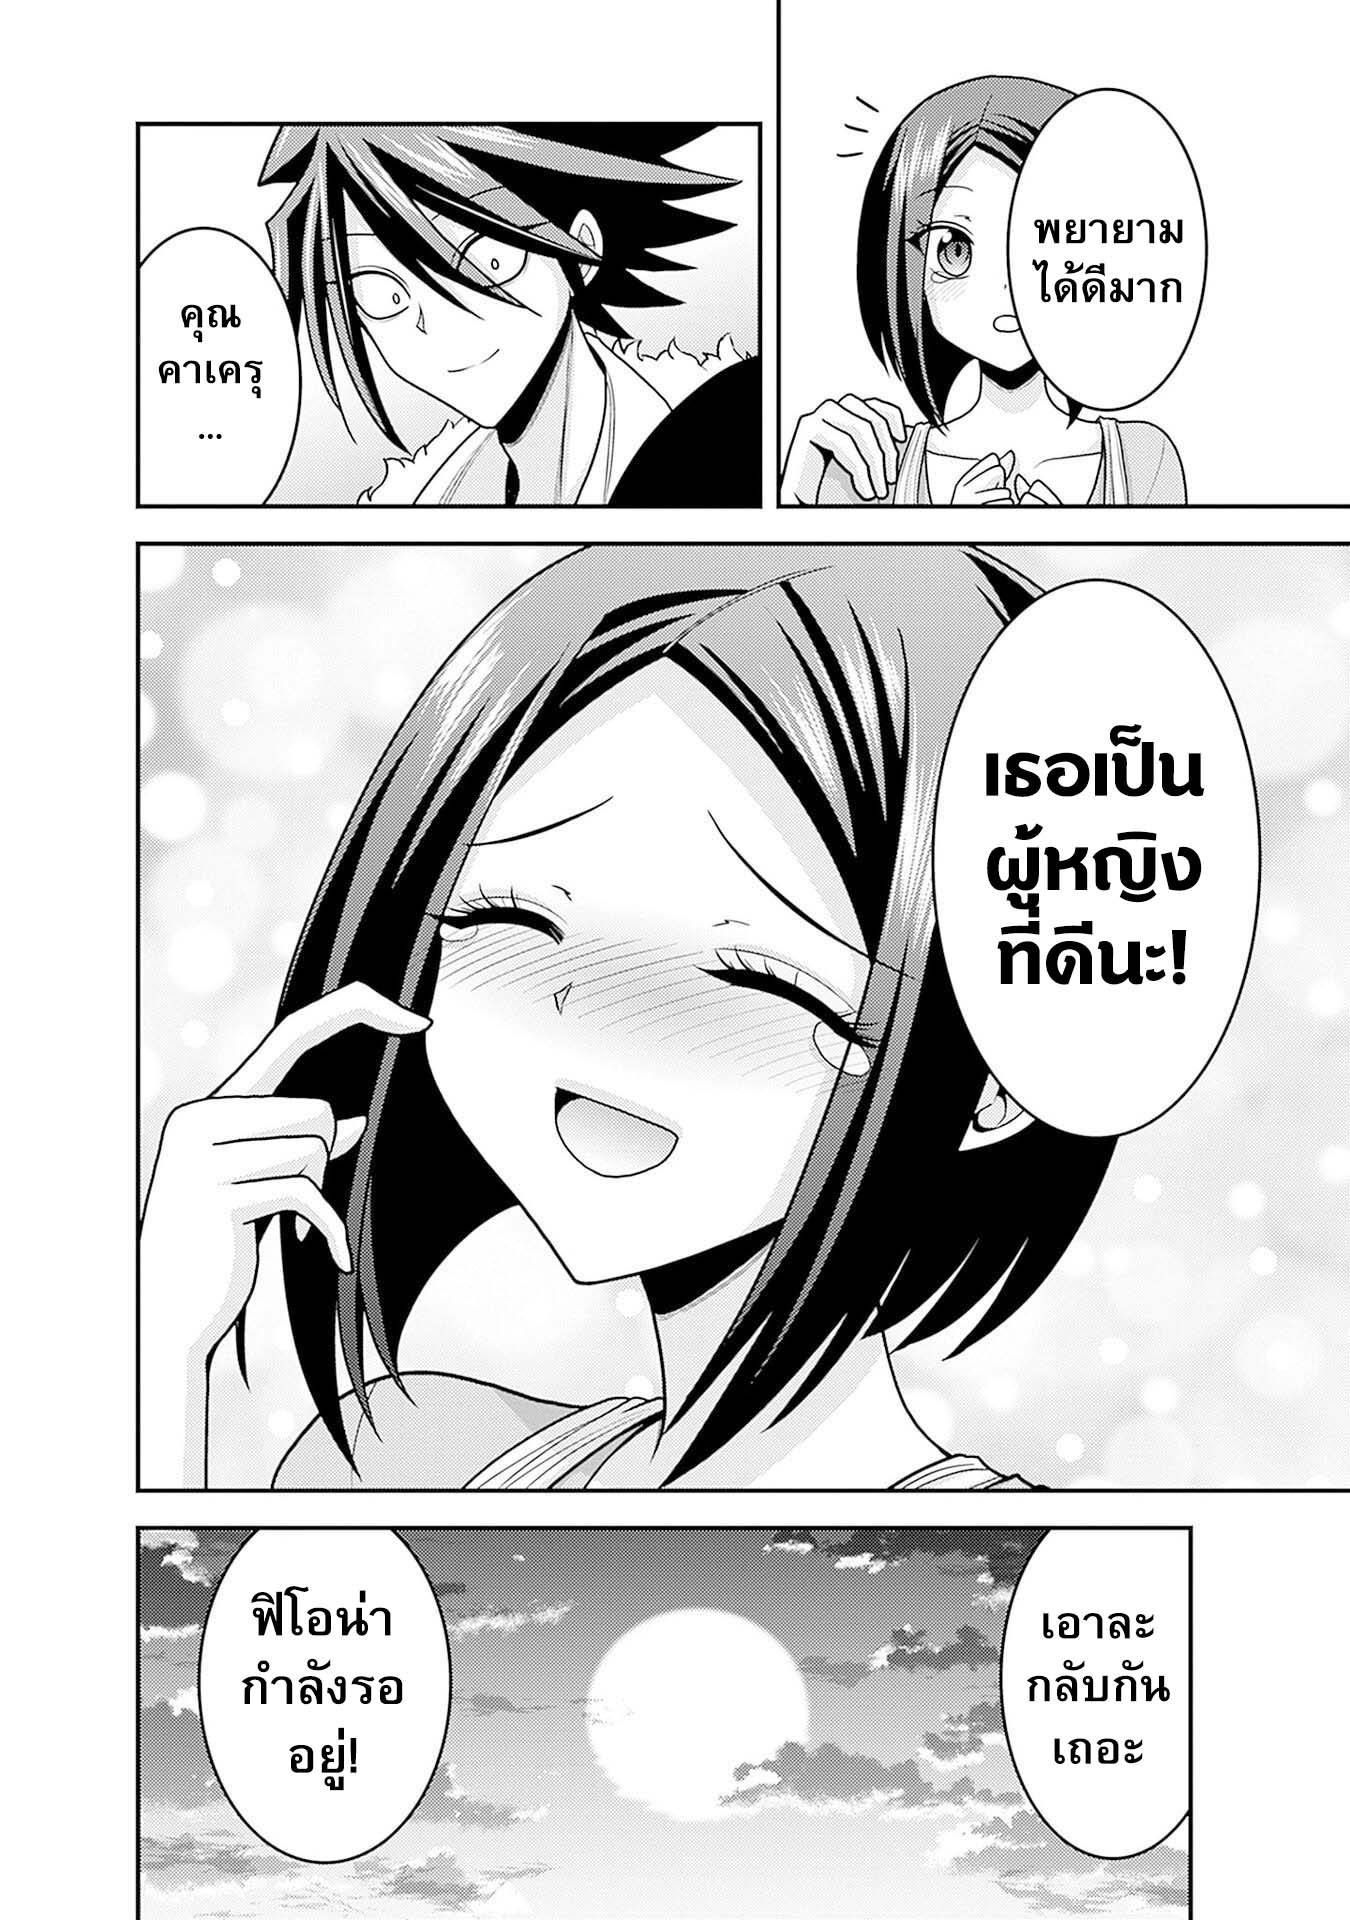 พยายาม
ได้ดีมาก
คุณ
คาเครุ
...
เธอเป็น
ผู้หญิง
ที่ดีนะ!
เอาละ
กลับกัน
เถอะ
ฟิโอน่า
กำลังรอ
อยู่!